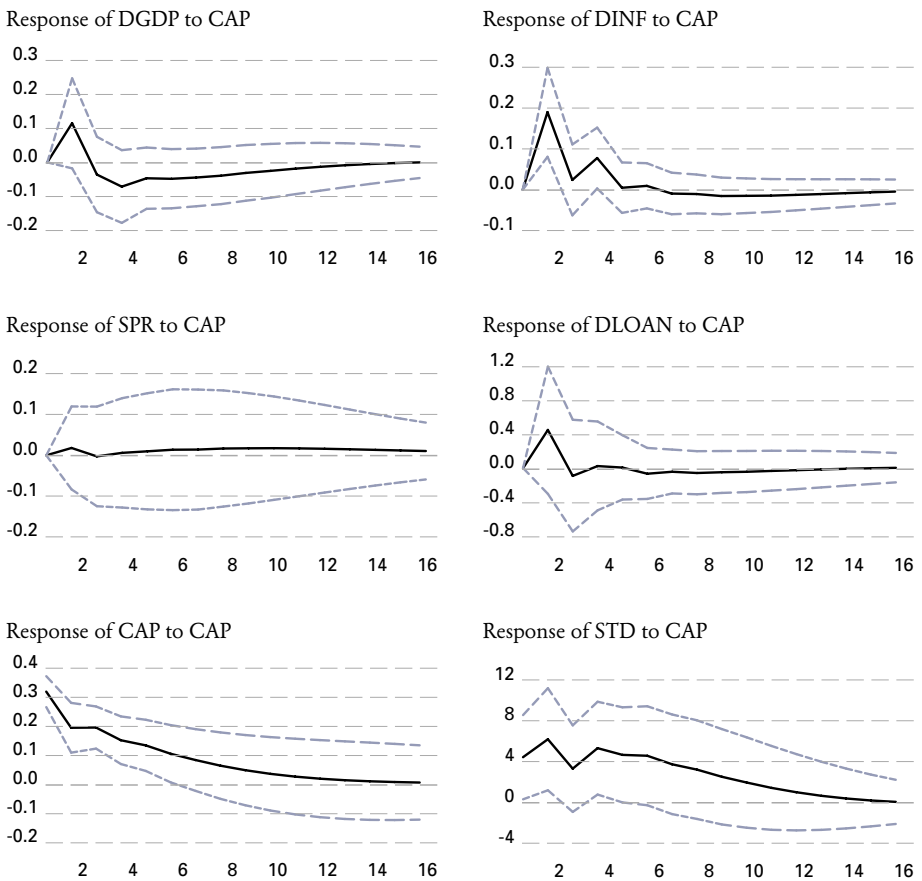 Response of DGDP to CAP
0.3
0.2
0.1
0.0
-0.1
-0.2
2 4 6 8 10 12 14 16
Response of DINF to CAP
0.3
0.2
0.1
0.0
-0.1
2 4 6 8 10 12 14 16
Response of SPR to CAP
0.2
0.1
0.0
-0.1
-0.2
2 4 6 8 10 12 14 16
Response of DLOAN to CAP
1.2
0.8
0.4
0.0
-0.4
-0.8
2 4 6 8 10 12 14 16
Response of CAP to CAP
0.4
0.3
0.2
0.1
0.0
-0.1
-0.2
2 4 6 8 10 12 14 16
Response of STD to CAP
12
8
4
0
-4
2 4 6 8 10 12 14 16